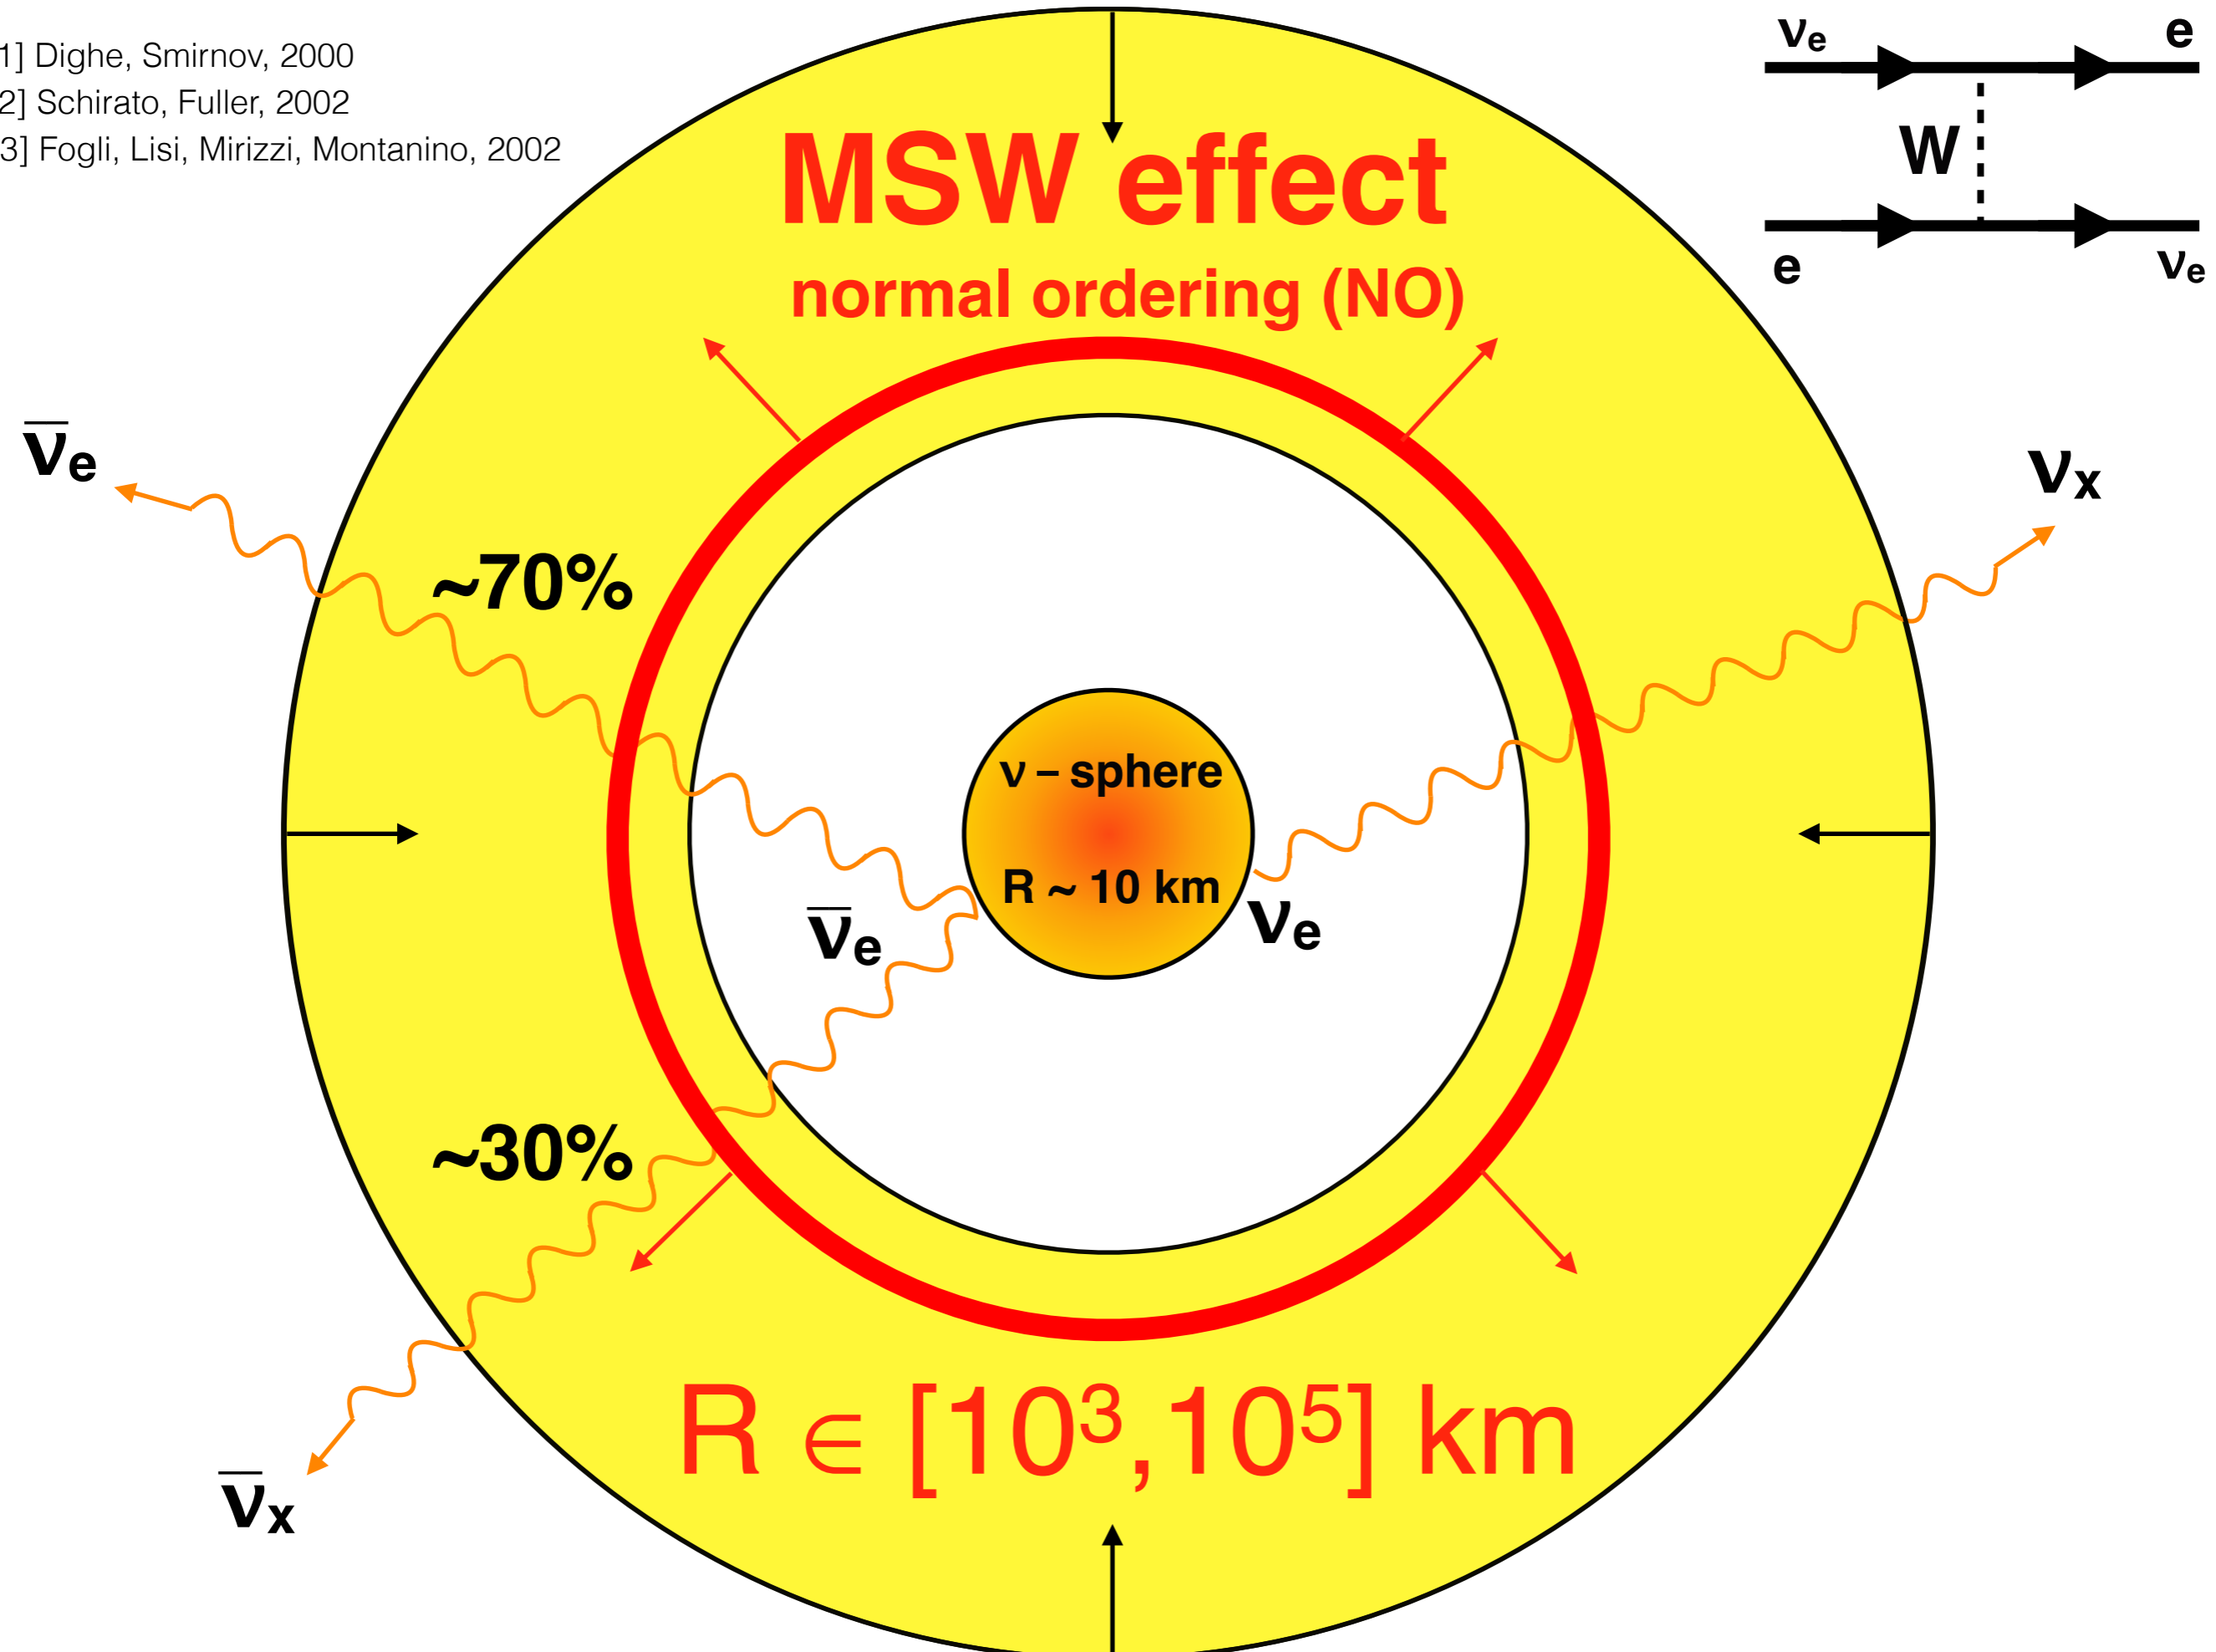 1] Dighe, Smirnov, 2000
2] Schirato, Fuller, 2002
3] Fogli, Lisi, Mirizzi, Montanino, 2002
νe e
W
e νe
MSW effect
normal ordering (NO)
ν̅e
νx
~70%
ν – sphere
R ~ 10 km
ν̅e
νe
~30%
R ∈ [10³,10⁵] km
ν̅x